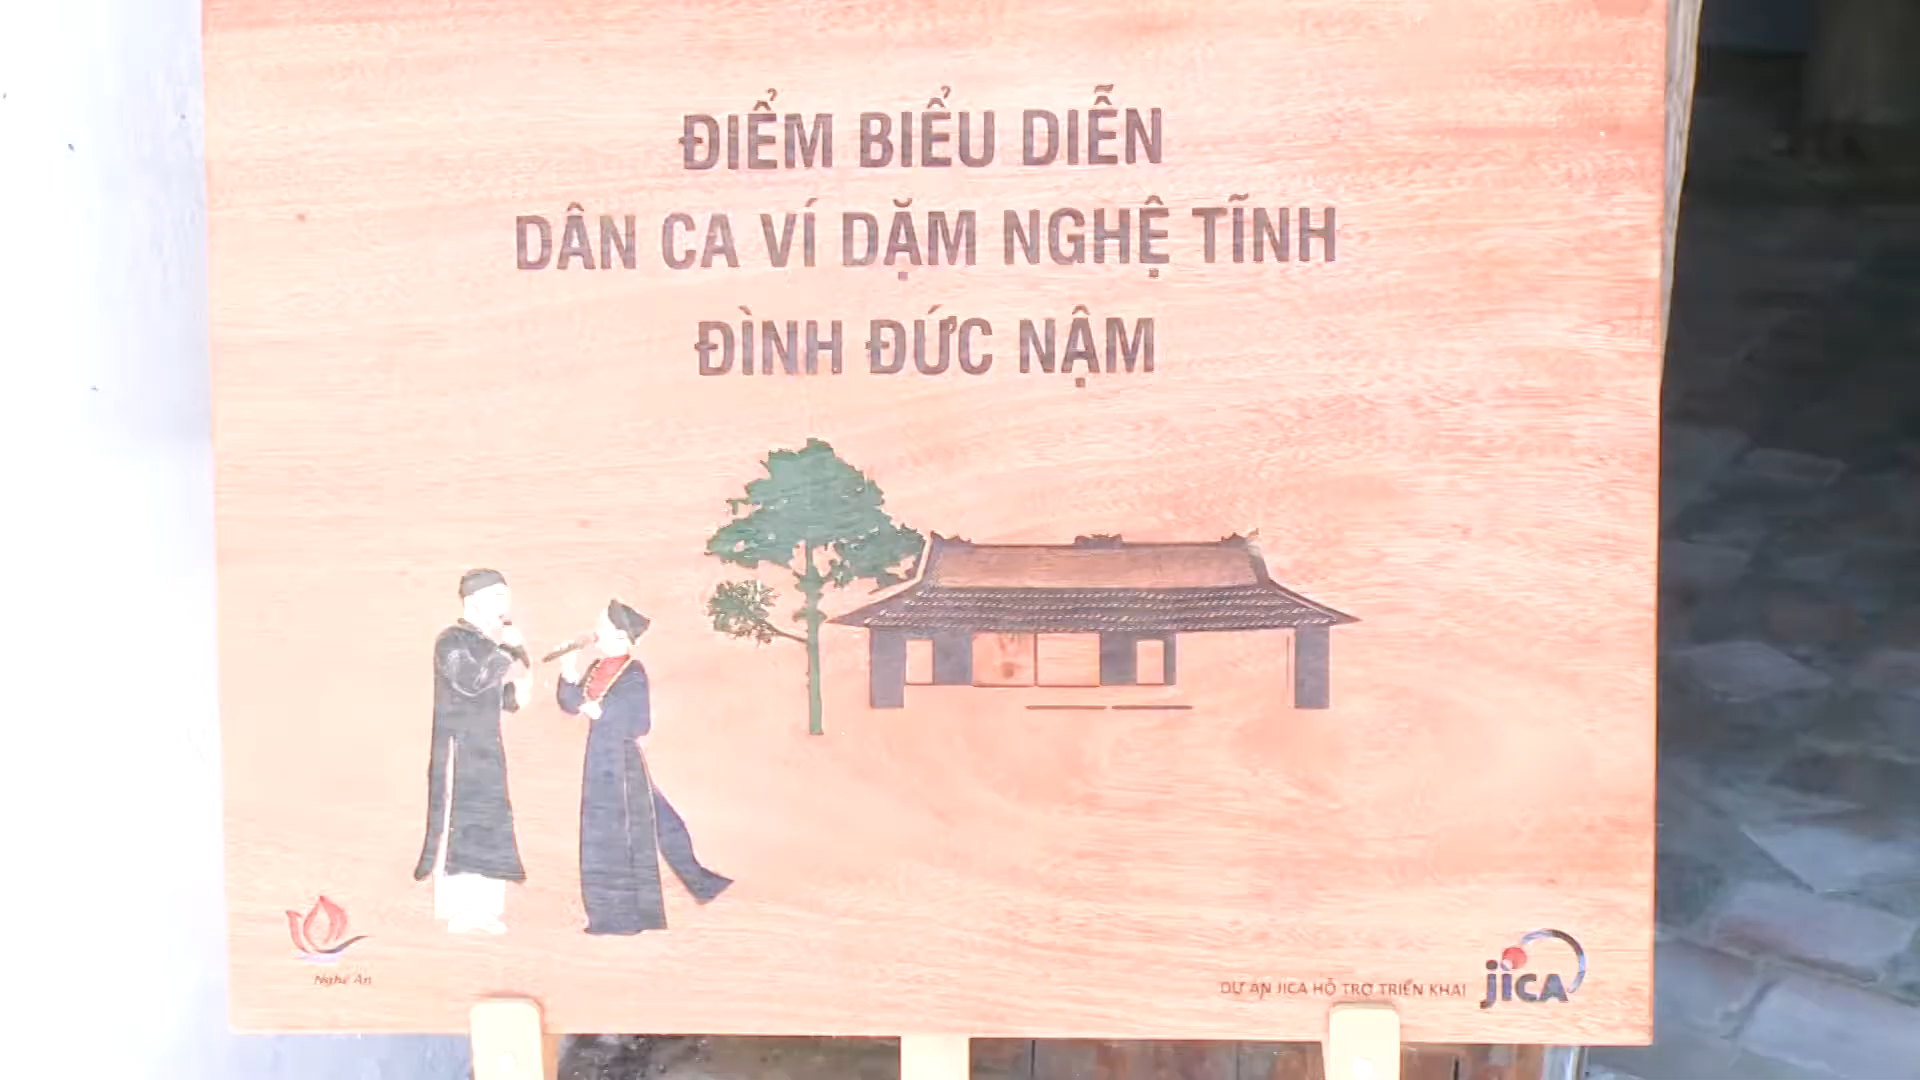 ĐIỂM BIỂU DIỄN
DÂN CA VÍ DẶM NGHỆ TĨNH
ĐÌNH ĐỨC NẬM
Nghệ An
DỰ ÁN JICA HỖ TRỢ TRIỂN KHAI
jICA